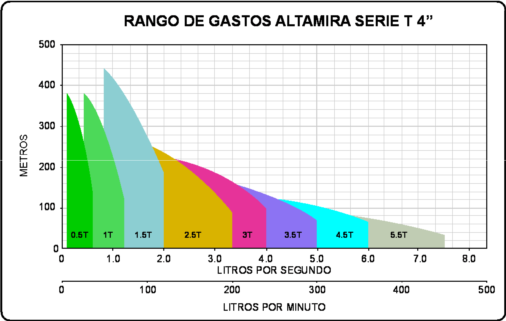 RANGO DE GASTOS ALTAMIRA SERIE T 4”
METROS
500
400
300
200
100
0
0.5T 1T 1.5T 2.5T 3T 3.5T 4.5T 5.5T
0 1.0 2.0 3.0 4.0 5.0 6.0 7.0 8.0
LITROS POR SEGUNDO
0 100 200 300 400 500
LITROS POR MINUTO